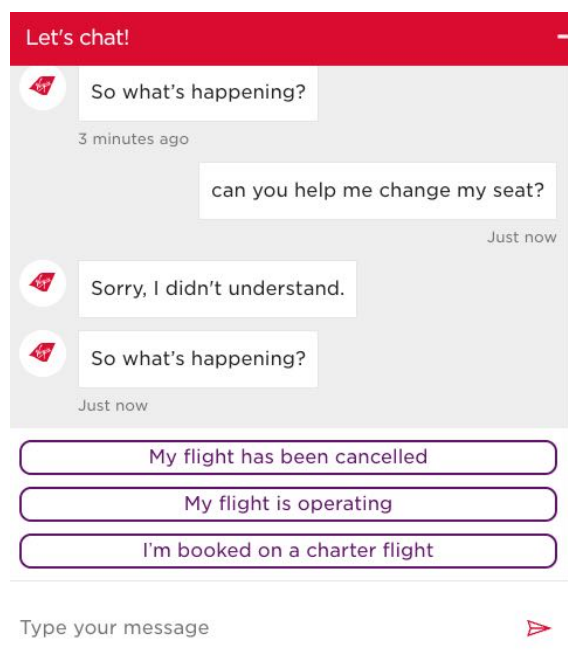 Let's chat!
So what's happening?
3 minutes ago
can you help me change my seat?
Just now
Sorry, I didn't understand.
So what's happening?
Just now
My flight has been cancelled
My flight is operating
I'm booked on a charter flight
Type your message